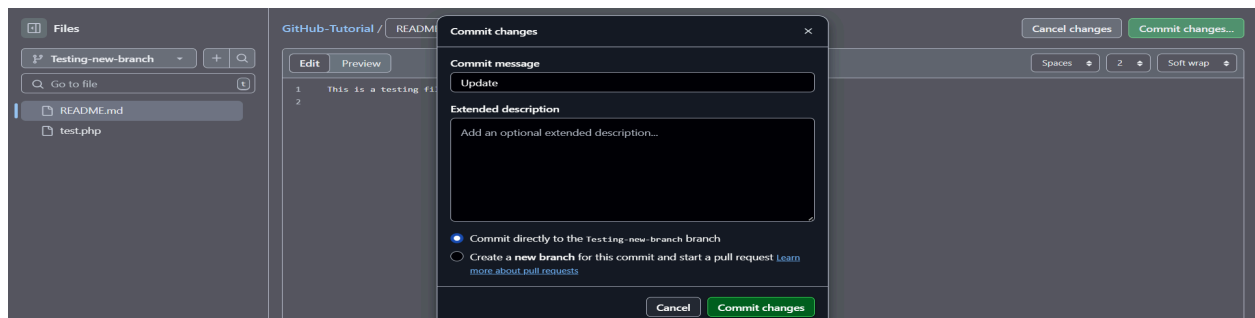 Files
GitHub-Tutorial / READM
Cancel changes
Commit changes...
Testing-new-branch
Go to file
t
README.md
test.php
Edit
Preview
Spaces
2
Soft wrap
1 This is a testing fi
2
Commit changes
Commit message
Update
Extended description
Add an optional extended description...
Commit directly to the Testing-new-branch branch
Create a new branch for this commit and start a pull request Learn
more about pull requests
Cancel
Commit changes